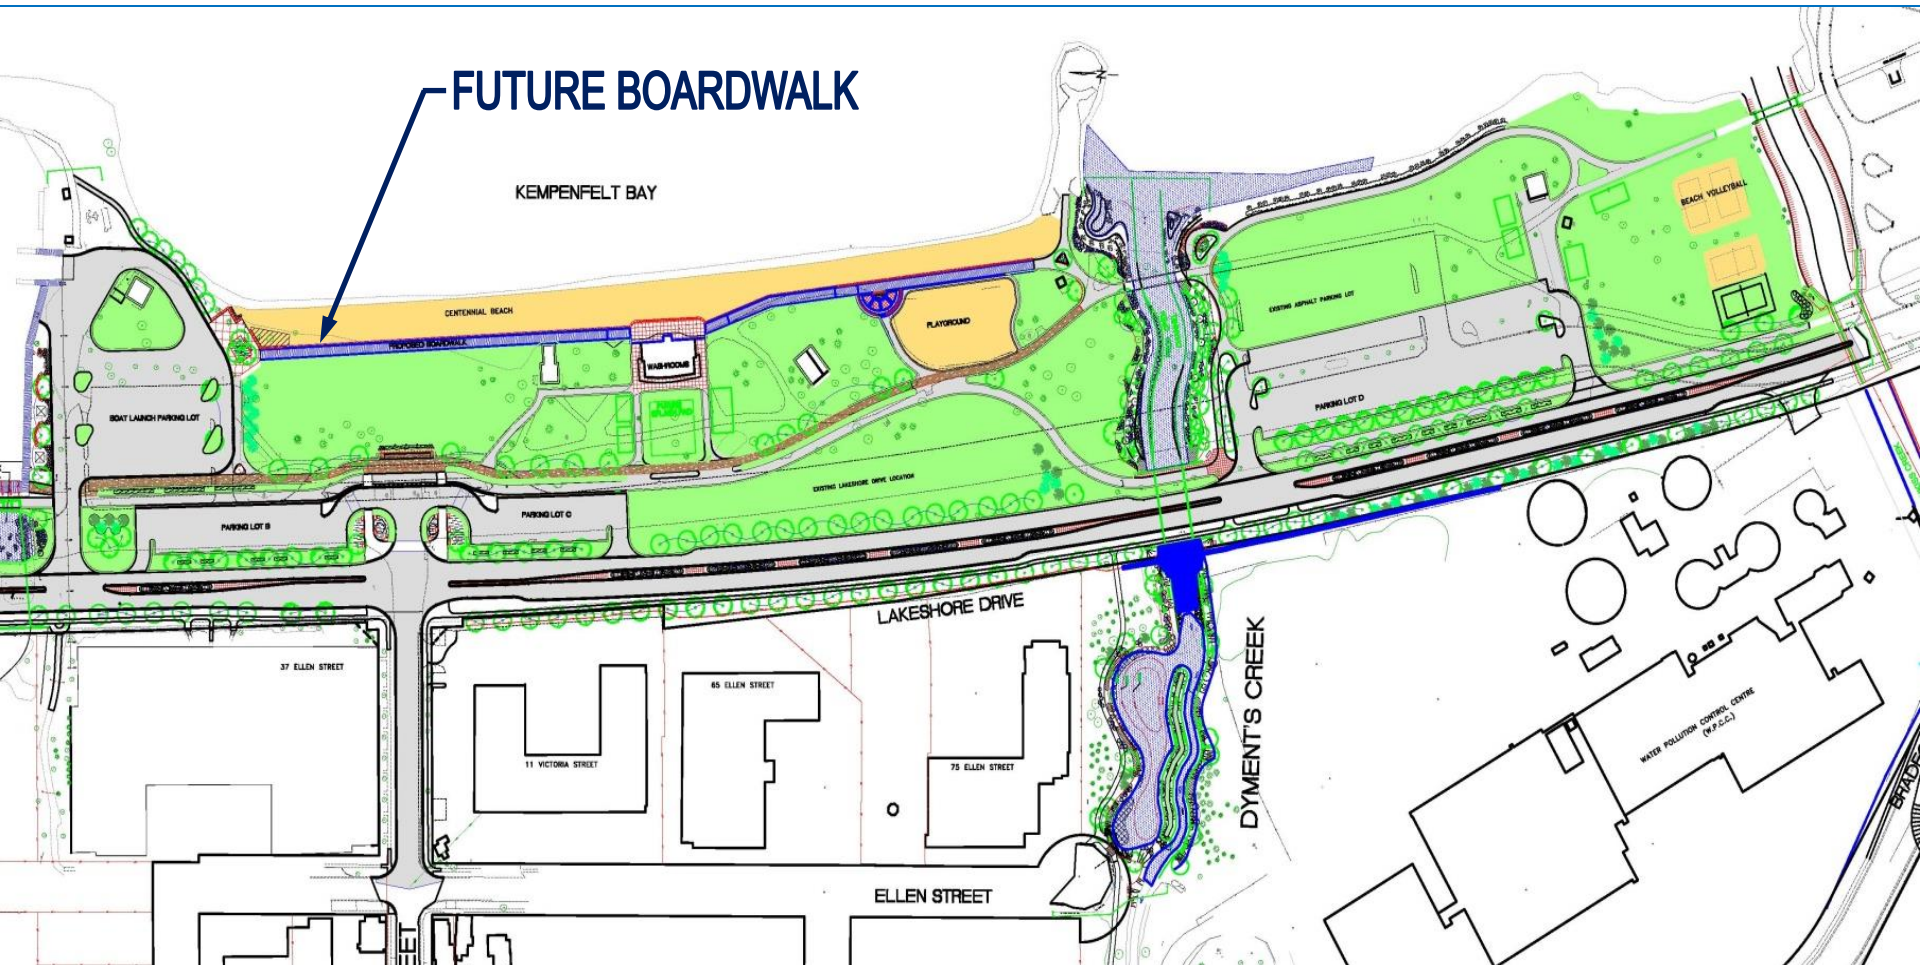 FUTURE BOARDWALK
KEMPENFELT BAY
BEACH VOLLEYBALL
CENTENNIAL BEACH
EXISTING ASPHALT PARKING LOT
PLAYGROUND
PROPOSED BOARDWALK
WASHROOMS
PARKING LOT D
BOAT LAUNCH PARKING LOT
EXISTING LAKESHORE DRIVE LOCATION
PARKING LOT B
PARKING LOT C
LAKESHORE DRIVE
37 ELLEN STREET
65 ELLEN STREET
11 VICTORIA STREET
75 ELLEN STREET
DYMENT'S CREEK
WATER POLLUTION CONTROL CENTRE
(W.P.C.C.)
ELLEN STREET